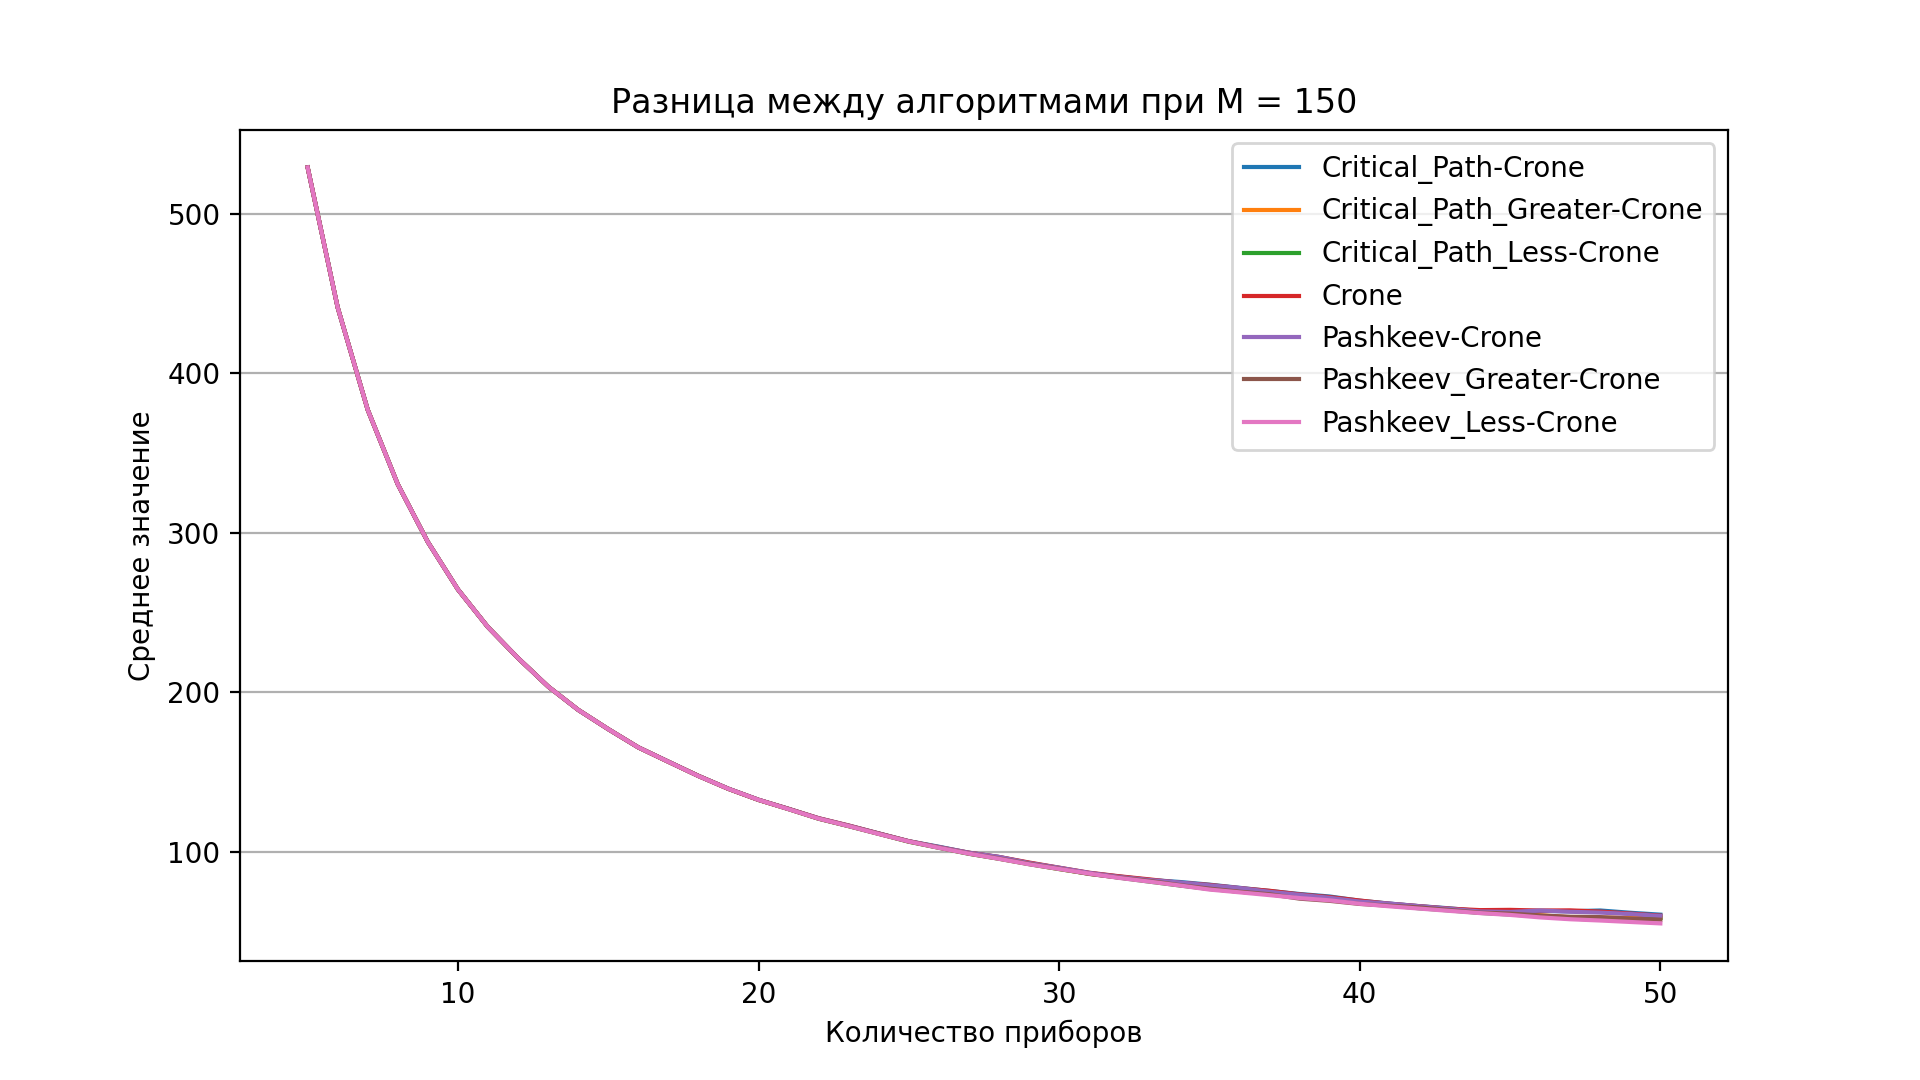 Разница между алгоритмами при M = 150
Critical_Path-Crone
Critical_Path_Greater-Crone
Critical_Path_Less-Crone
Crone
Pashkeev-Crone
Pashkeev_Greater-Crone
Pashkeev_Less-Crone
Среднее значение
500
400
300
200
100
10 20 30 40 50
Количество приборов